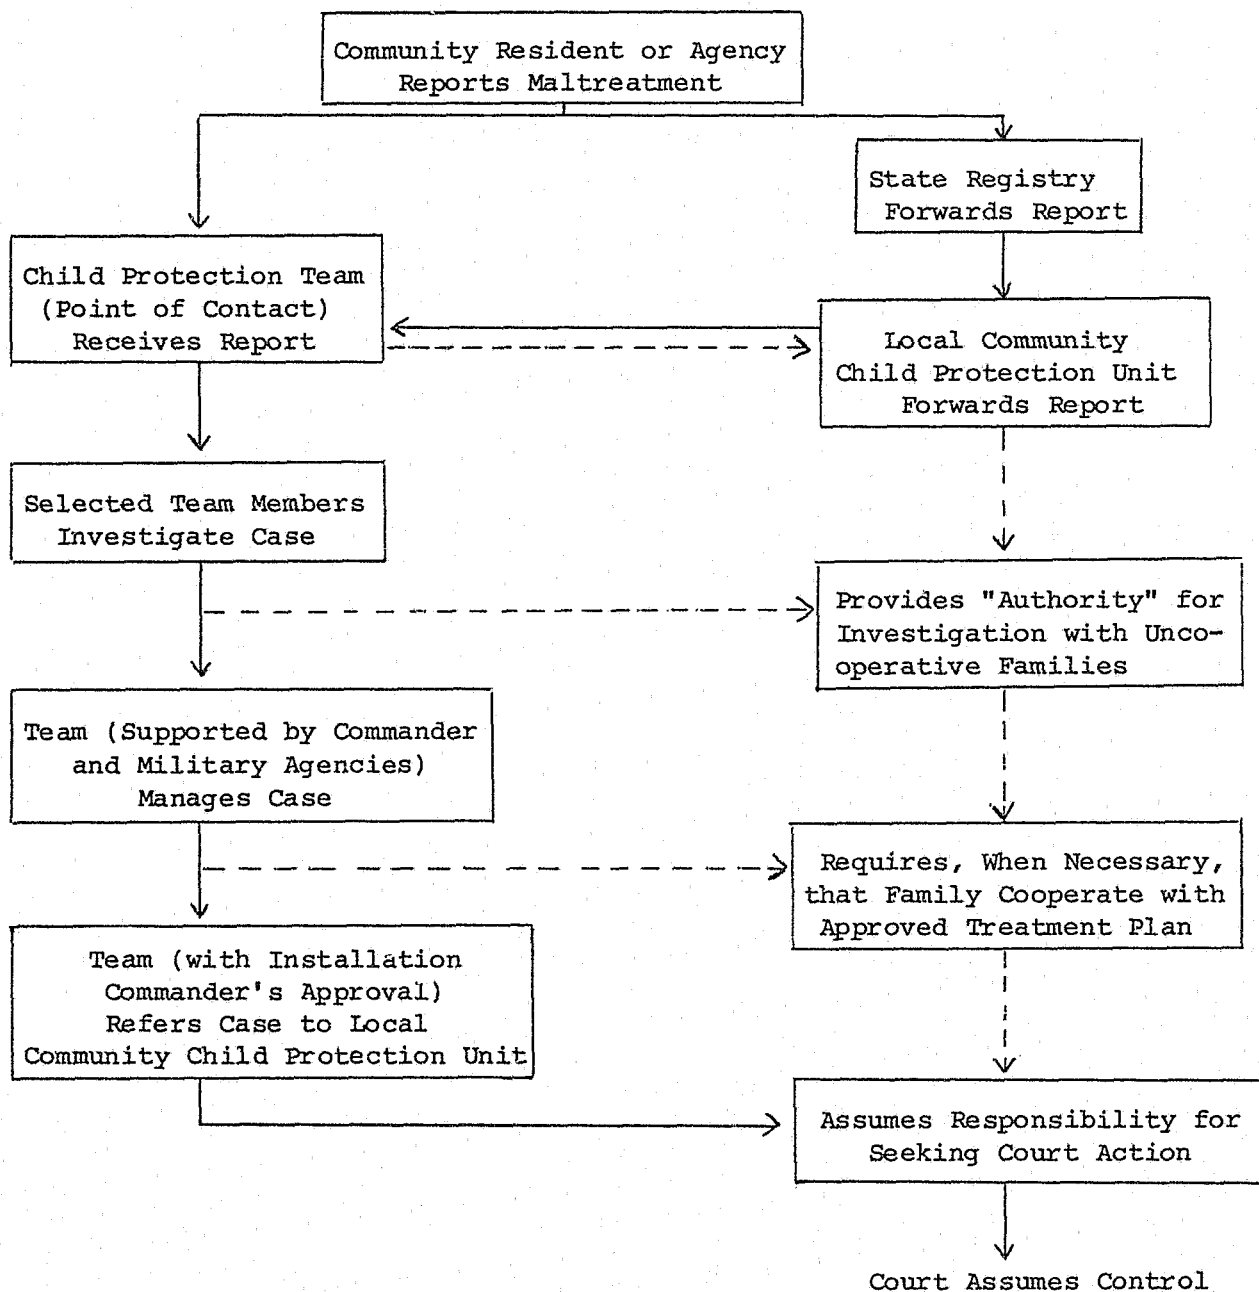 Community Resident or Agency
Reports Maltreatment
State Registry
Forwards Report
Child Protection Team
(Point of Contact)
Receives Report
Local Community
Child Protection Unit
Forwards Report
Selected Team Members
Investigate Case
Provides "Authority" for
Investigation with Unco-
operative Families
Team (Supported by Commander
and Military Agencies)
Manages Case
Requires, When Necessary,
that Family Cooperate with
Approved Treatment Plan
Team (with Installation
Commander's Approval)
Refers Case to Local
Community Child Protection Unit
Assumes Responsibility for
Seeking Court Action
Court Assumes Control